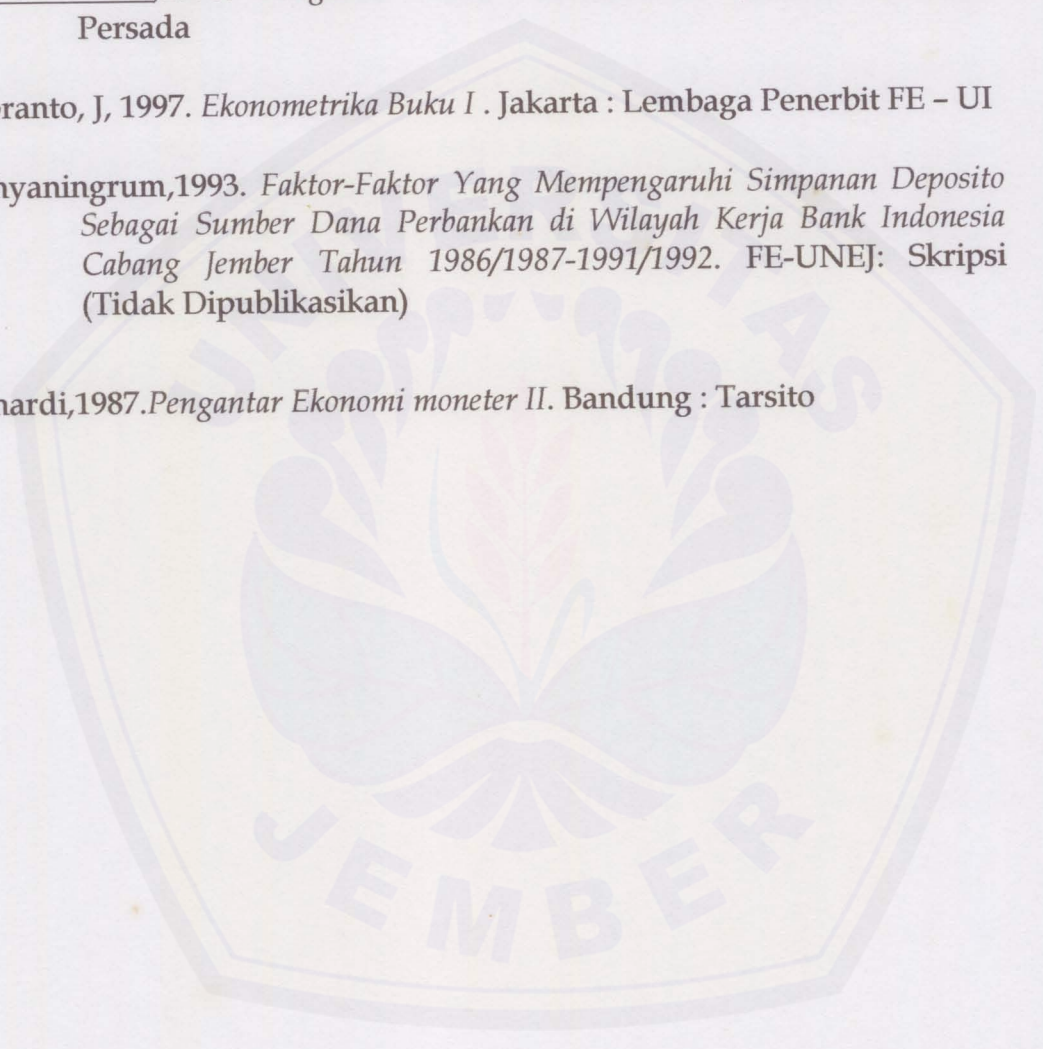 Persada
ranto, J, 1997. Ekonometrika Buku I . Jakarta : Lembaga Penerbit FE – UI
nyaningrum,1993. Faktor-Faktor Yang Mempengaruhi Simpanan Deposito
Sebagai Sumber Dana Perbankan di Wilayah Kerja Bank Indonesia
Cabang Jember Tahun 1986/1987-1991/1992. FE-UNEJ: Skripsi
(Tidak Dipublikasikan)
nardi,1987.Pengantar Ekonomi moneter II. Bandung : Tarsito
UNIVERSITAS
JEMBER